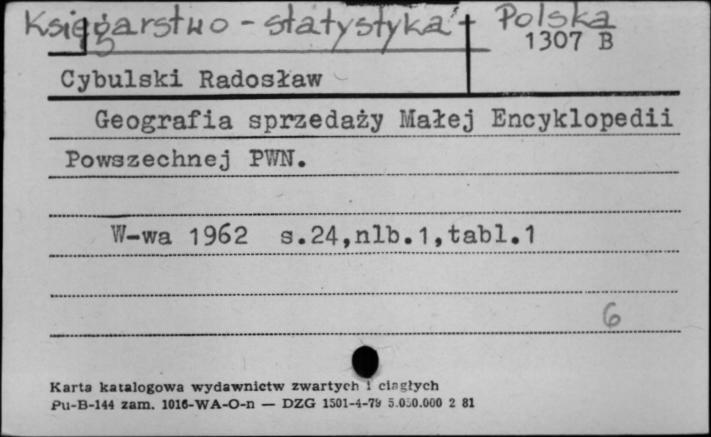 Księgarstwo - statystyka Polska
1307 B
Cybulski Radosław
Geografia sprzedaży Małej Encyklopedii
Powszechnej PWN.
W-wa 1962 s.24,nlb.1,tabl.1
6
Karta katalogowa wydawnictw zwartych i ciągłych
Pu-B-144 zam. 1016-WA-O-n — DZG 1501-4-79 5.050.000 2 81